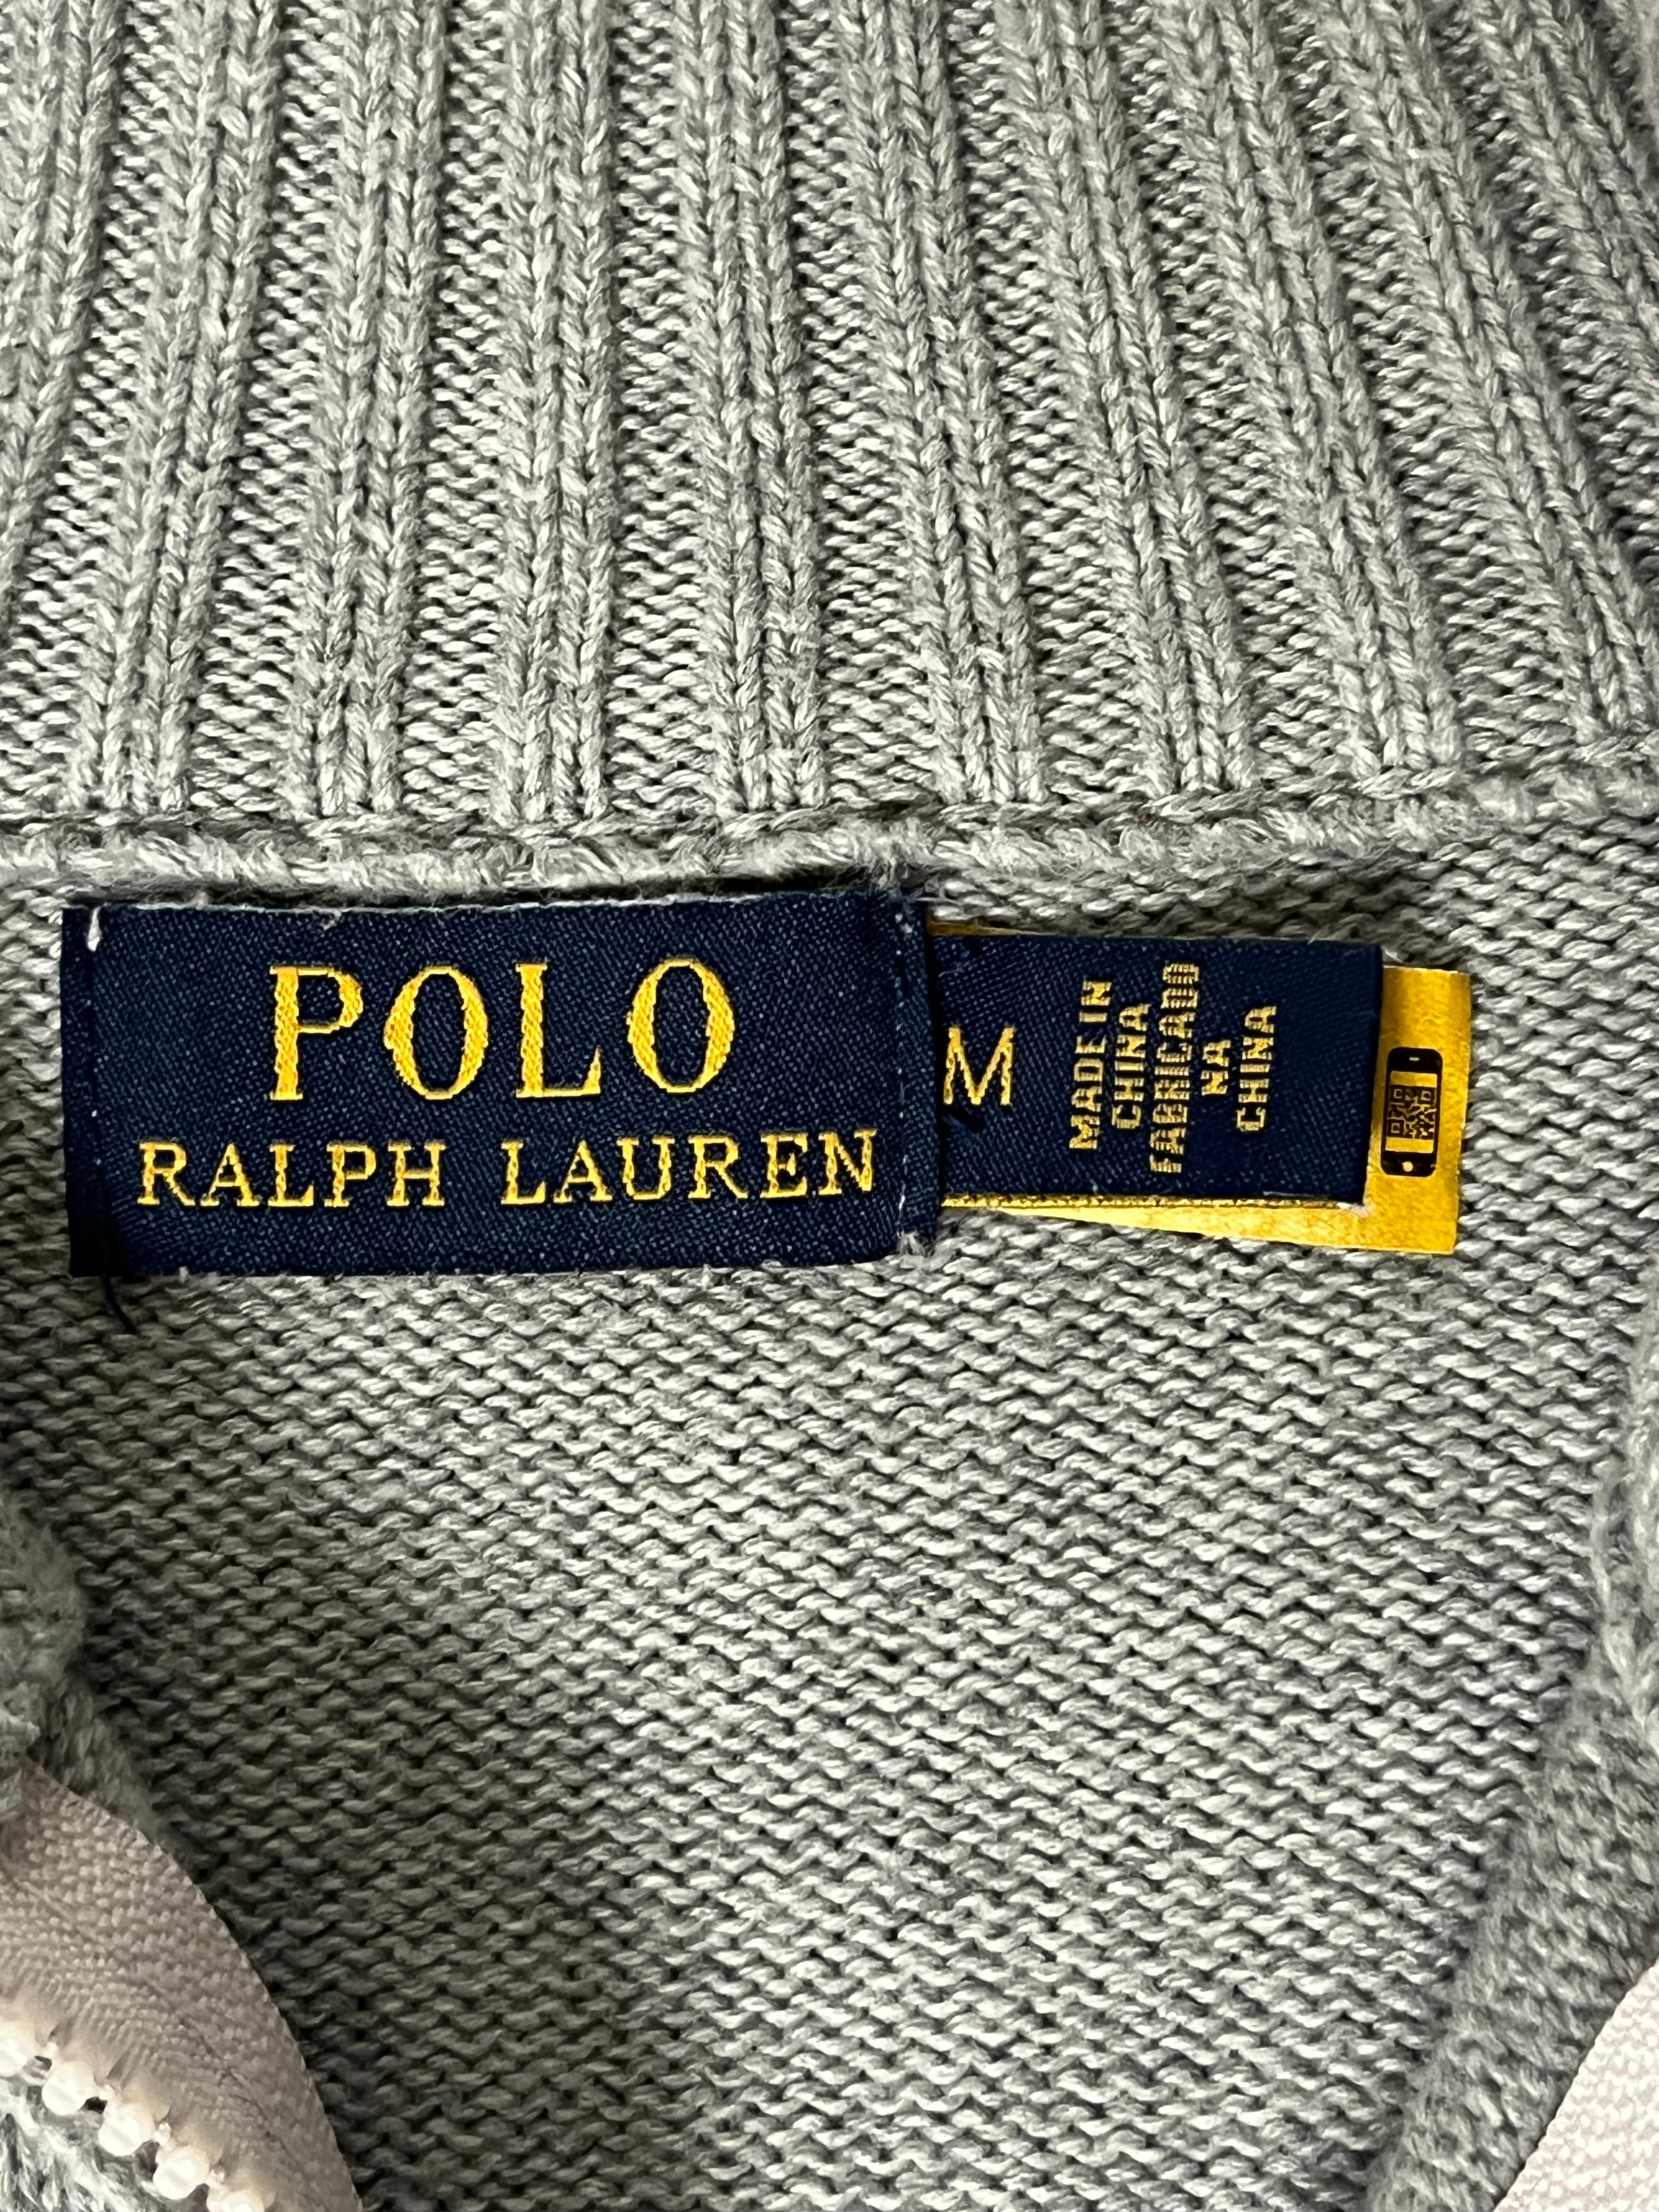 POLO
RALPH LAUREN
M
MADE IN
CHINA
FABRICADO
NA
CHINA